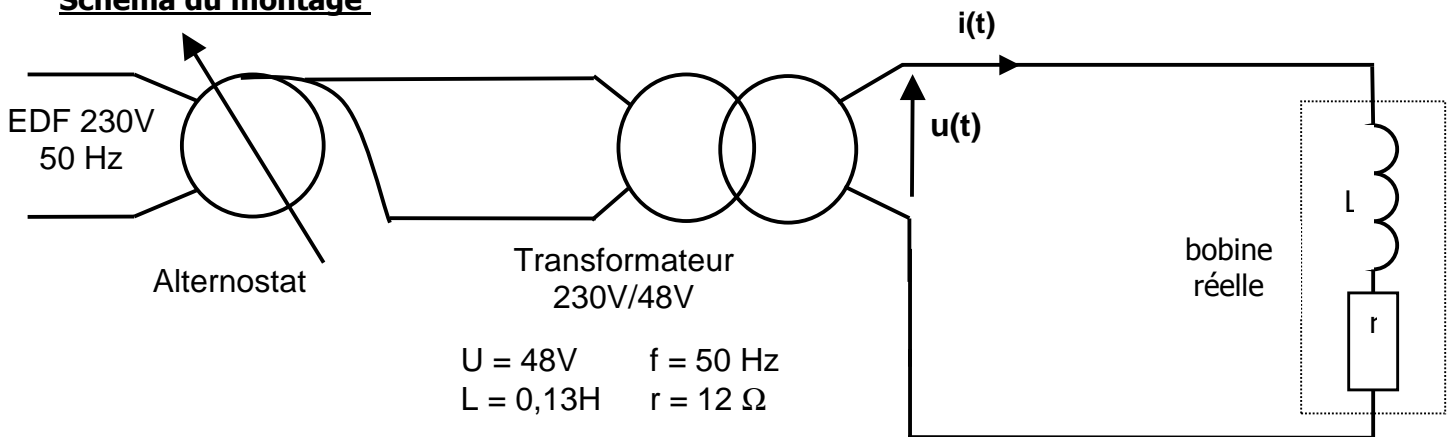 Schéma du montage
i(t)
EDF 230V
50 Hz
u(t)
L
bobine
réelle
r
Alternostat
Transformateur
230V/48V
U = 48V f = 50 Hz
L = 0,13H r = 12 Ω